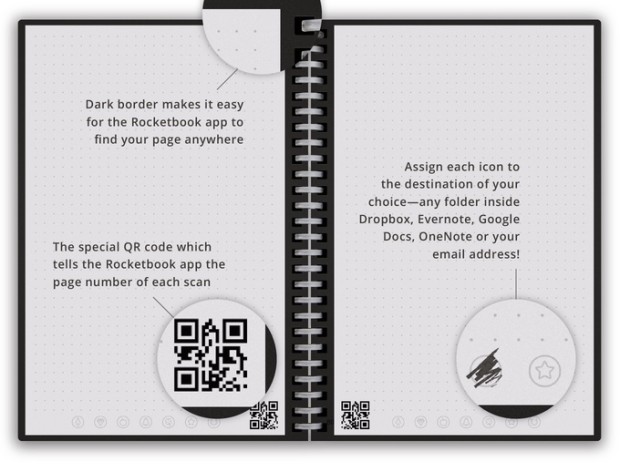 Dark border makes it easy
for the Rocketbook app to
find your page anywhere
The special QR code which
tells the Rocketbook app the
page number of each scan
Assign each icon to
the destination of your
choice—any folder inside
Dropbox, Evernote, Google
Docs, OneNote or your
email address!